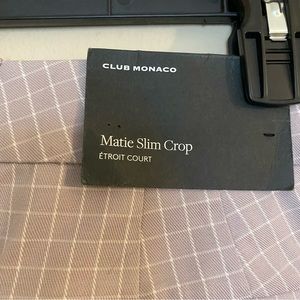 CLUB MONACO
Matie Slim Crop
ÉTROIT COURT